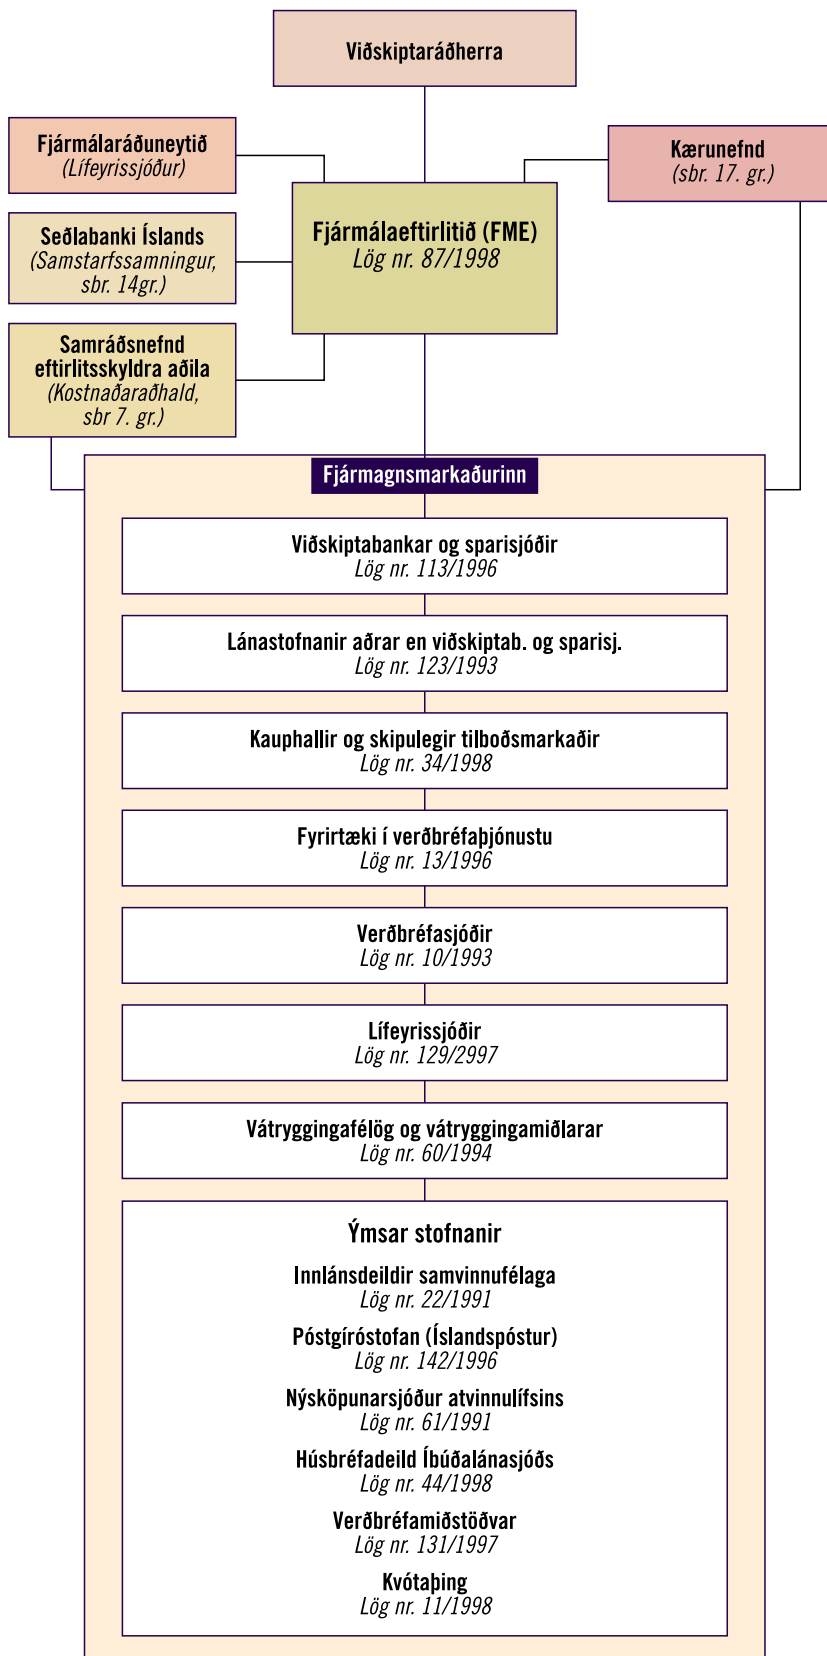 Viðskiptaráðherra
Fjármálaráðuneytið
(Lífeyrissjóður)
Kærunefnd
(sbr. 17. gr.)
Fjármálaeftirlitið (FME)
Lög nr. 87/1998
Seðlabanki Íslands
(Samstarfssamningur,
sbr. 14gr.)
Samráðsnefnd
eftirlitsskyldra aðila
(Kostnaðaraðhald,
sbr 7. gr.)
Fjármagnsmarkaðurinn
Viðskiptabankar og sparisjóðir
Lög nr. 113/1996
Lánastofnanir aðrar en viðskiptab. og sparisj.
Lög nr. 123/1993
Kauphallir og skipulegir tilboðsmarkaðir
Lög nr. 34/1998
Fyrirtæki í verðbréfaþjónustu
Lög nr. 13/1996
Verðbréfasjóðir
Lög nr. 10/1993
Lífeyrissjóðir
Lög nr. 129/2997
Vátryggingafélög og vátryggingamiðlarar
Lög nr. 60/1994
Ýmsar stofnanir
Innlánsdeildir samvinnufélaga
Lög nr. 22/1991
Póstgíróstofan (Íslandspóstur)
Lög nr. 142/1996
Nýsköpunarsjóður atvinnulífsins
Lög nr. 61/1991
Húsbréfadeild Íbúðalánasjóðs
Lög nr. 44/1998
Verðbréfamiðstöðvar
Lög nr. 131/1997
Kvótaþing
Lög nr. 11/1998